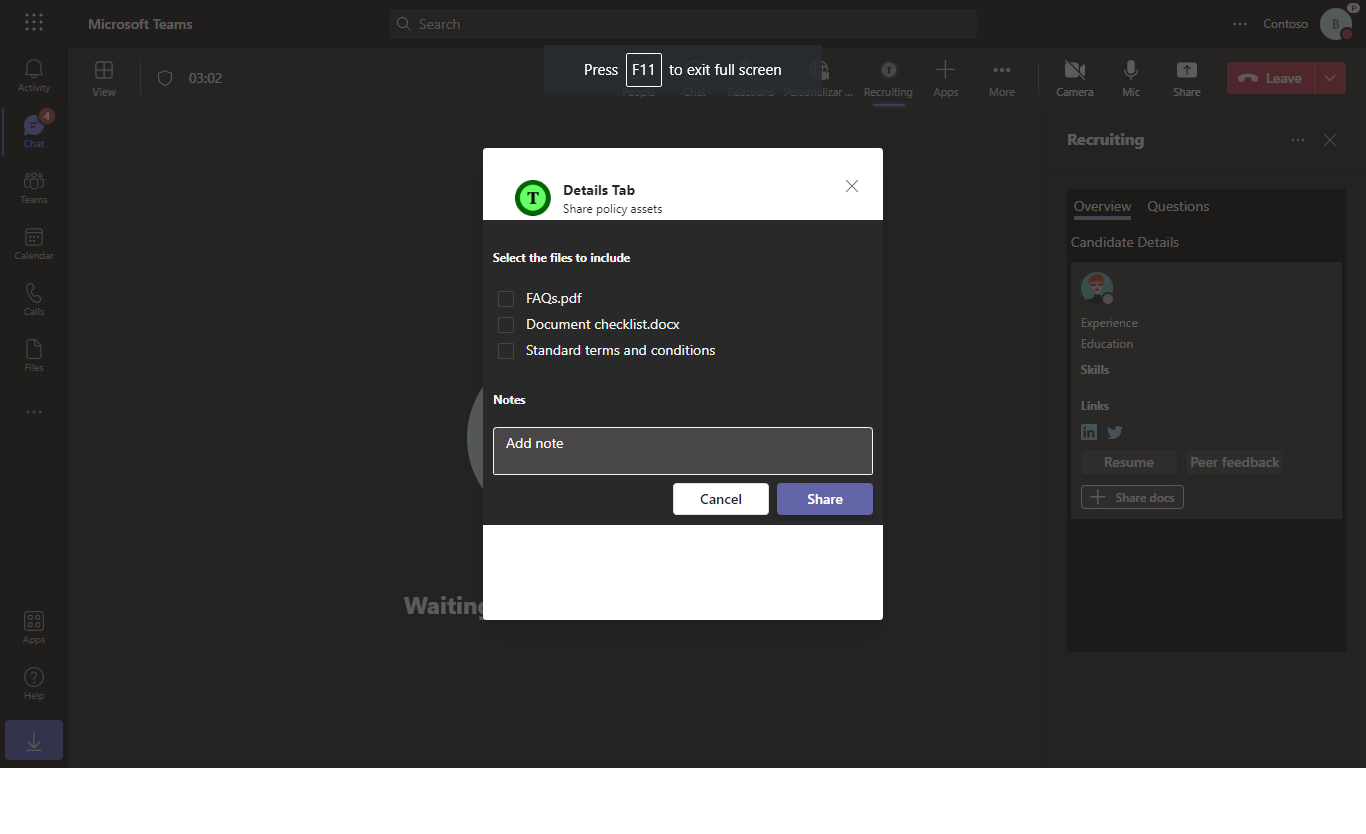 Microsoft Teams
Search
Contoso
P
B
Press F11 to exit full screen
Activity
View
03:02
People
Chat
Reactions
Personalizar ...
T
Recruiting
Apps
More
Camera
Mic
Share
Leave
4
Chat
Teams
Calendar
Calls
Files
Apps
Help
T
Details Tab
Share policy assets
Select the files to include
FAQs.pdf
Document checklist.docx
Standard terms and conditions
Notes
Add note
Cancel
Share
Waiting
Recruiting
Overview
Questions
Candidate Details
Experience
Education
Skills
Links
in
Resume
Peer feedback
Share docs